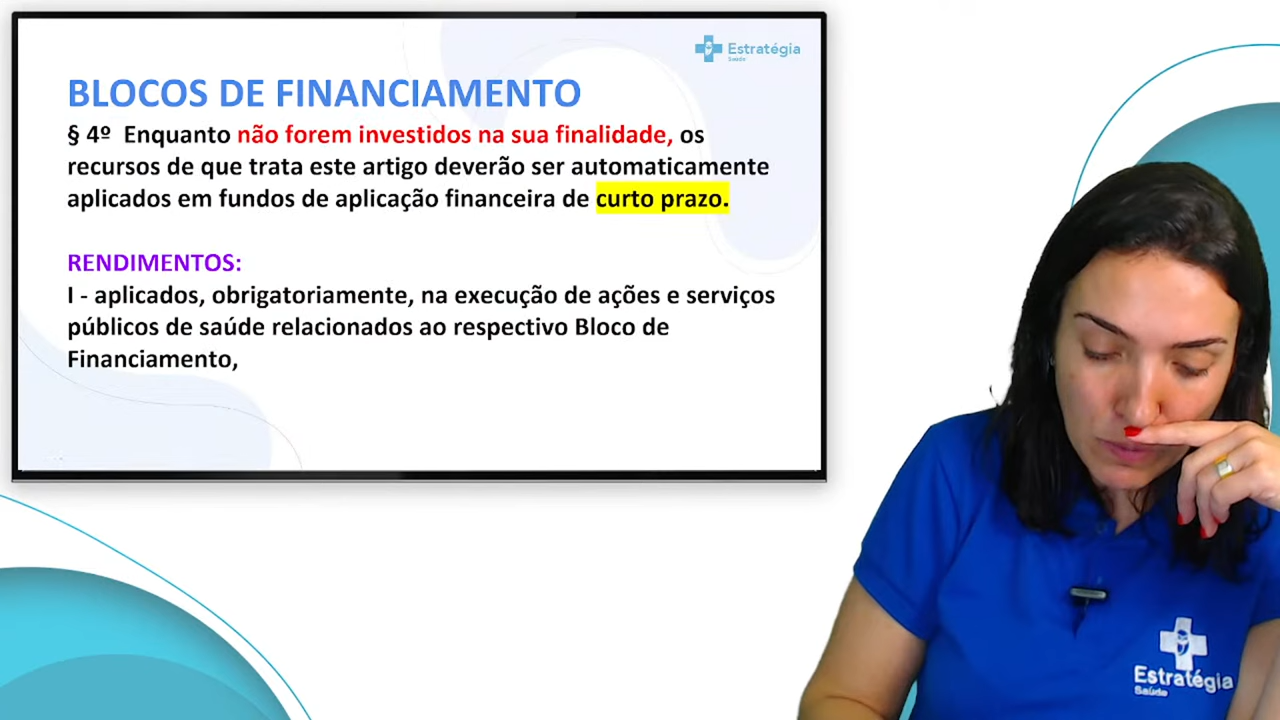 Estratégia
Saúde
BLOCOS DE FINANCIAMENTO
§ 4º Enquanto não forem investidos na sua finalidade, os
recursos de que trata este artigo deverão ser automaticamente
aplicados em fundos de aplicação financeira de curto prazo.
RENDIMENTOS:
I - aplicados, obrigatoriamente, na execução de ações e serviços
públicos de saúde relacionados ao respectivo Bloco de
Financiamento,
Estratégia
Saúde